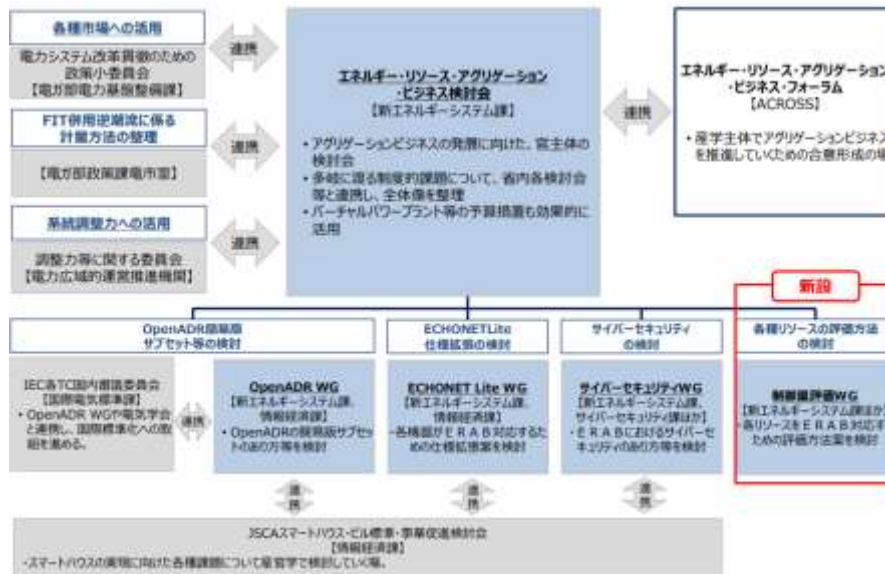 各種市場への活用
電力システム改革貫徹のための
政策小委員会
【電ガ部電力基盤整備課】
連携
FIT併用逆潮流に係る
計量方法の整理
【電ガ部政策課電市室】
連携
系統調整力への活用
調整力等に関する委員会
【電力広域的運営推進機関】
連携
エネルギー・リソース・アグリゲーション
・ビジネス検討会
【新エネルギーシステム課】
・アグリゲーションビジネスの発展に向けた、官主体の
検討会
・多岐に渡る制度的課題について、省内各検討会
等と連携し、全体像を整理
・バーチャルパワープラント等の予算措置も効果的に
活用
連携
エネルギー・リソース・アグリゲーション
・ビジネス・フォーラム
【ACROSS】
・産学主体でアグリゲーションビジネス
を推進していくための合意形成の場
新設
OpenADR簡易版
サブセット等の検討
ECHONETLite
仕様拡張の検討
サイバーセキュリティ
の検討
各種リソースの評価方法
の検討
IEC各TC国内審議委員会
【国際電気標準課】
・OpenADR WGや電気学会
と連携し、国際標準化への取
組を進める。
連携
OpenADR WG
【新エネルギーシステム課、
情報経済課】
・OpenADRの簡易版サブセッ
トのあり方等を検討
ECHONET Lite WG
【新エネルギーシステム課、
情報経済課】
・各機器がERAB対応するた
めの仕様拡張案を検討
サイバーセキュリティWG
【新エネルギーシステム課、
サイバーセキュリティ課ほか】
・ERABにおけるサイバーセ
キュリティのあり方等を検討
制御量評価WG
【新エネルギーシステム課ほか
・各リソースをERAB対応す
ための評価方法案を検討
連携
連携
連携
JSCAスマートハウス・ビル標準・事業促進検討会
【情報経済課】
・スマートハウスの実現に向けた各種課題について産官学で検討していく場。